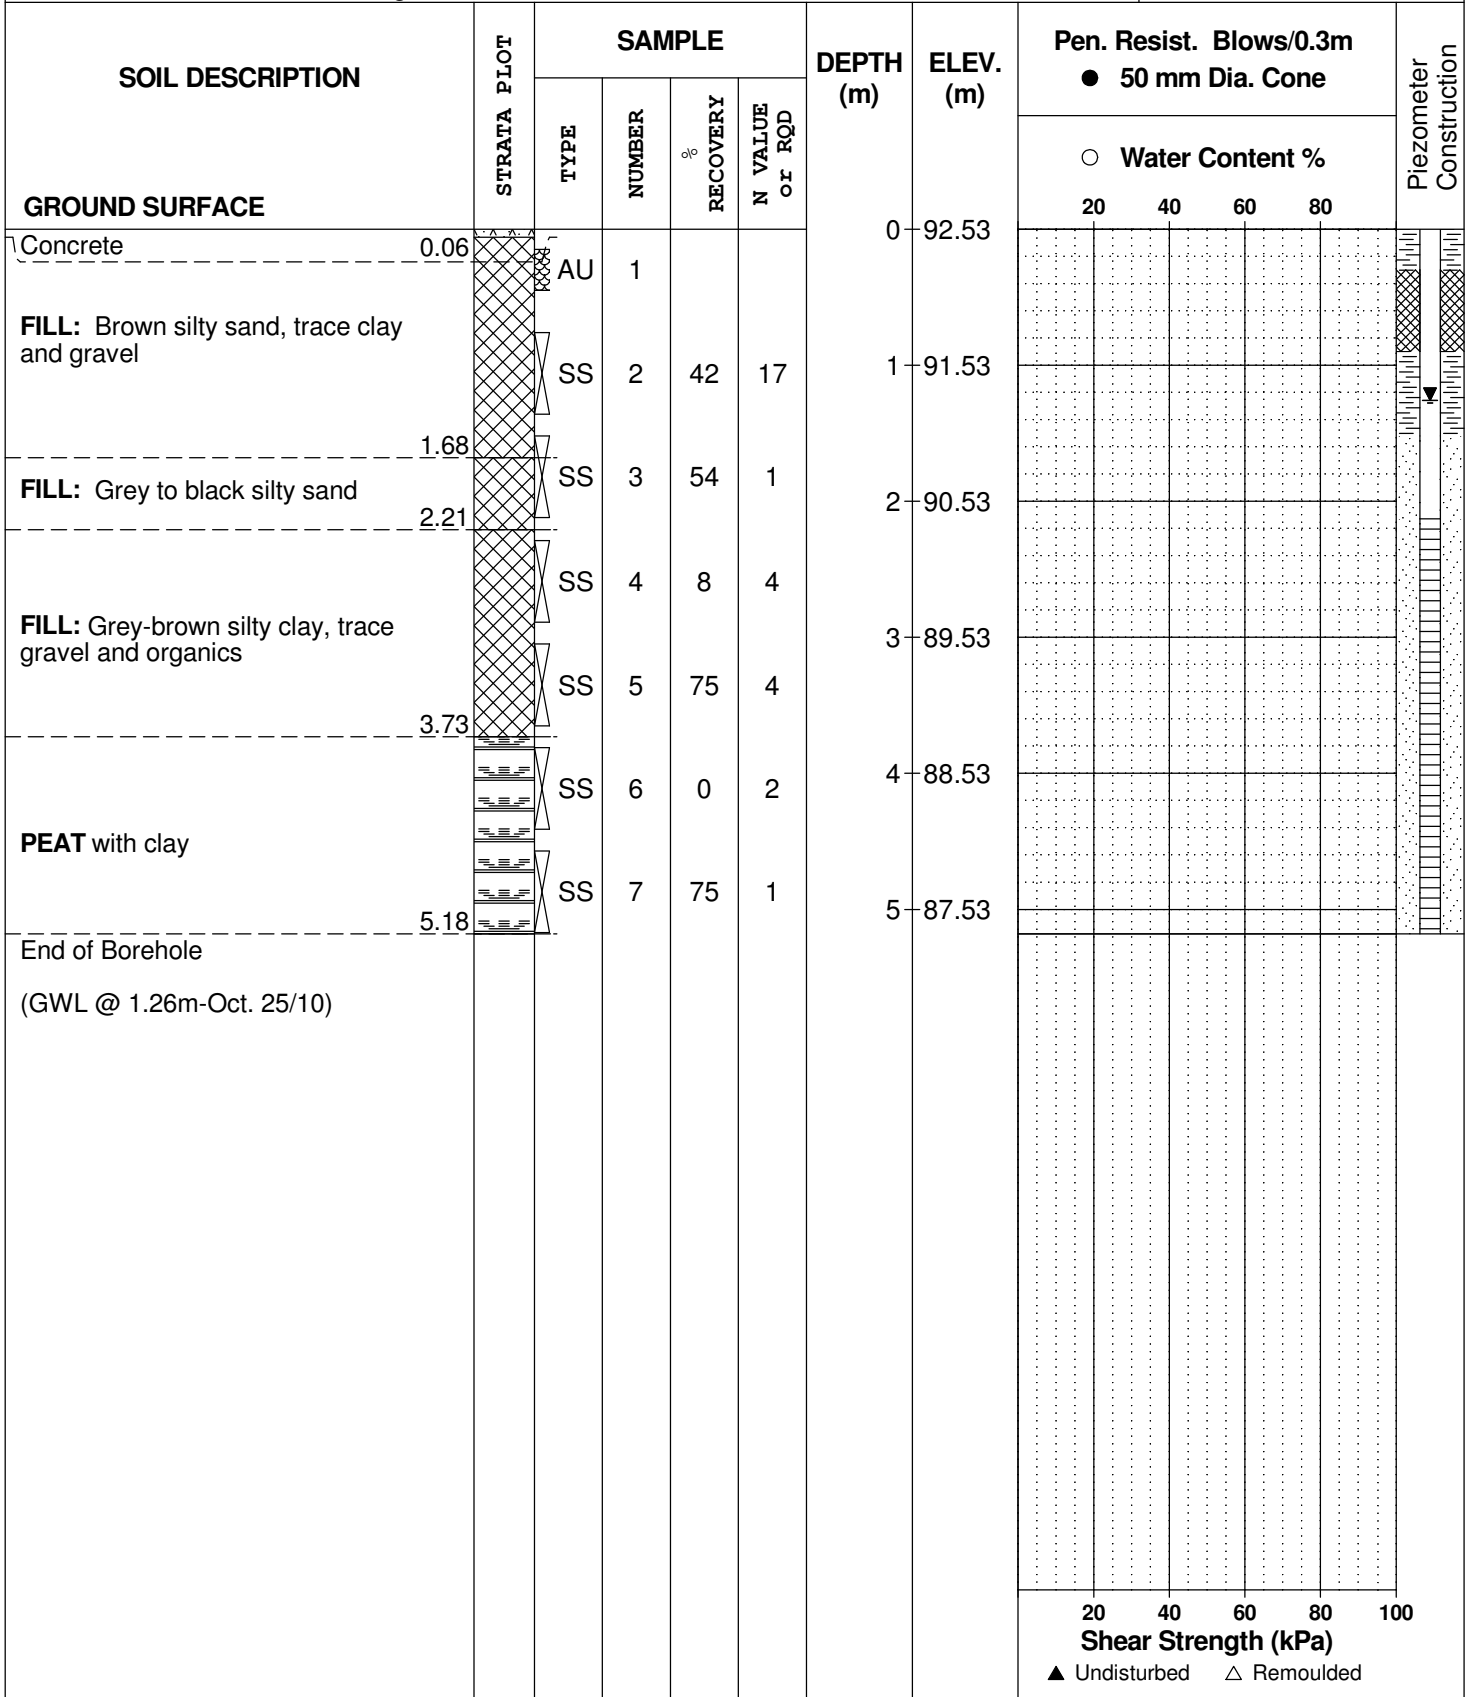 SOIL DESCRIPTION
GROUND SURFACE
STRATA PLOT
SAMPLE
TYPE
NUMBER
%
RECOVERY
N VALUE
or RQD
DEPTH
(m)
ELEV.
(m)
Pen. Resist. Blows/0.3m
● 50 mm Dia. Cone
○ Water Content %
20 40 60 80
Piezometer
Construction
0 92.53
Concrete 0.06
AU 1
FILL: Brown silty sand, trace clay
and gravel
SS 2 42 17
1 91.53
1.68
FILL: Grey to black silty sand
SS 3 54 1
2 90.53
2.21
SS 4 8 4
FILL: Grey-brown silty clay, trace
gravel and organics
3 89.53
SS 5 75 4
3.73
4 88.53
SS 6 0 2
PEAT with clay
SS 7 75 1
5 87.53
5.18
End of Borehole
(GWL @ 1.26m-Oct. 25/10)
20 40 60 80 100
Shear Strength (kPa)
▲ Undisturbed △ Remoulded